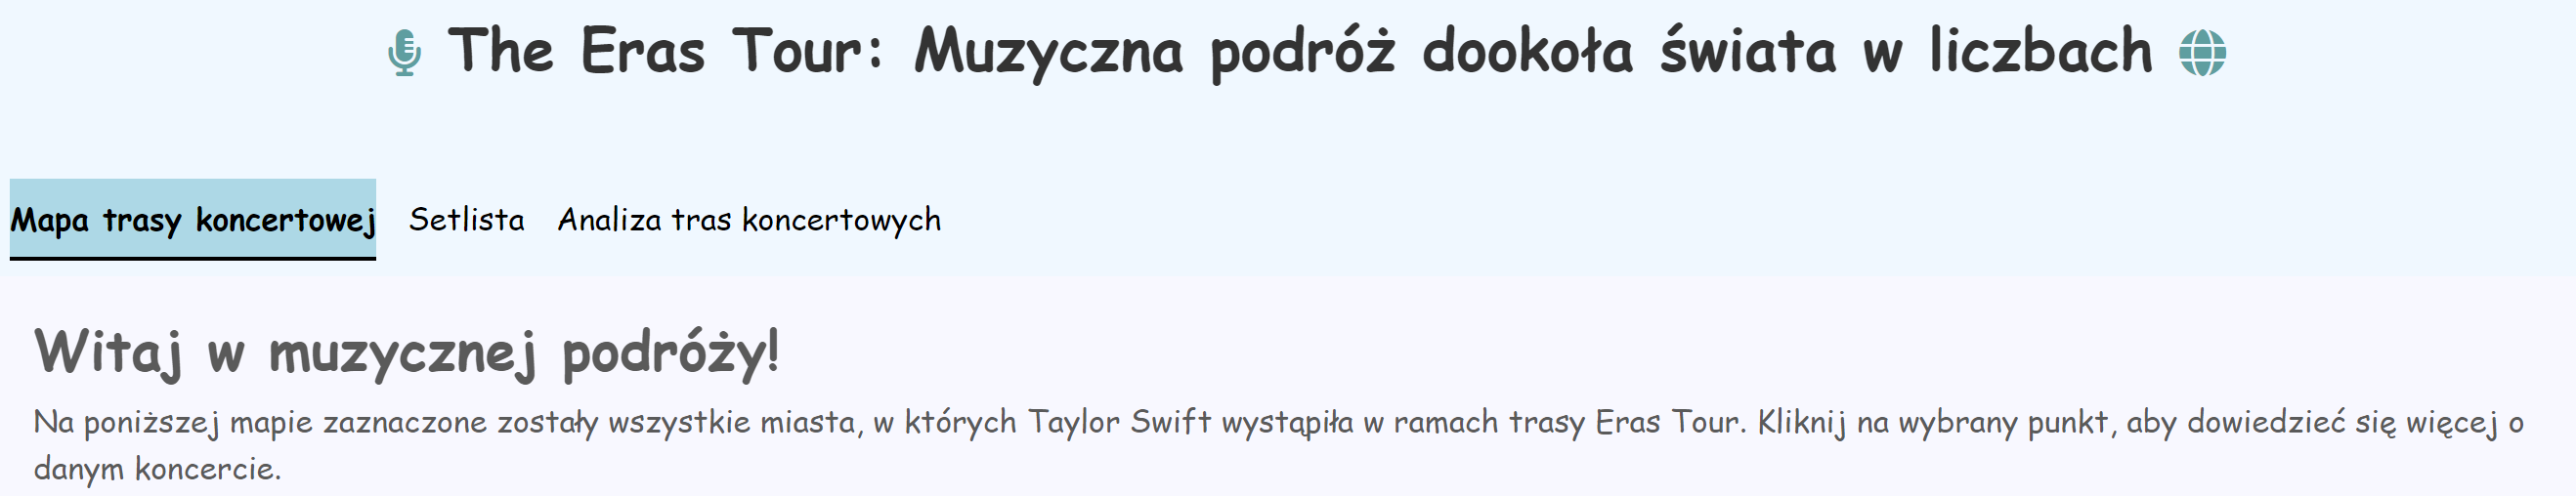 The Eras Tour: Muzyczna podróż dookoła świata w liczbach
Mapa trasy koncertowej Setlista Analiza tras koncertowych
Witaj w muzycznej podróży!
Na poniższej mapie zaznaczone zostały wszystkie miasta, w których Taylor Swift wystąpiła w ramach trasy Eras Tour. Kliknij na wybrany punkt, aby dowiedzieć się więcej o
danym koncercie.